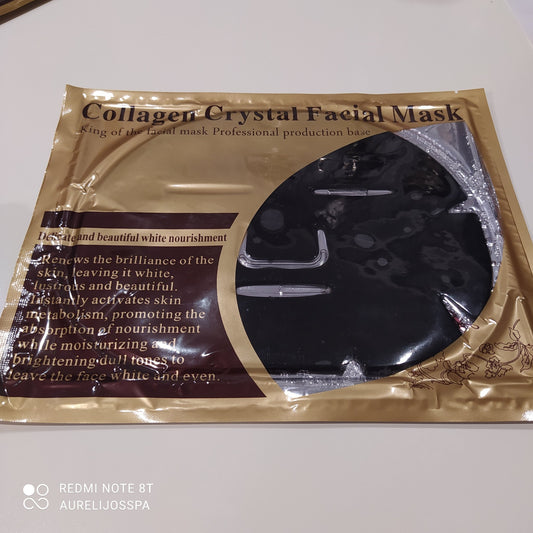 Collagen Crystal Facial Mask
King of the facial mask Professional production base
Delicate and beautiful white nourishment
Renews the brilliance of the
skin, leaving it white,
lustrous and beautiful.
Instantly activates skin
metabolism, promoting the
absorption of nourishment
while moisturizing and
brightening dull tones to
leave the face white and even.
REDMI NOTE 8T
AURELIJOSSPA